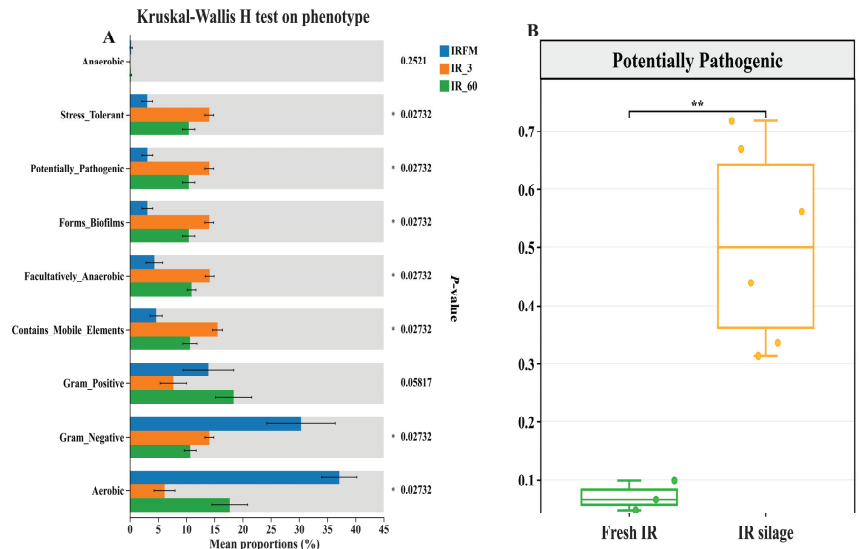 Kruskal-Wallis H test on phenotype
A
IRFM
IR_3
IR_60
Anaerobic
0.2521
Stress_Tolerant
* 0.02732
Potentially_Pathogenic
* 0.02732
Forms_Biofilms
* 0.02732
Facultatively_Anaerobic
* 0.02732
Contains_Mobile_Elements
* 0.02732
Gram_Positive
0.05817
Gram_Negative
* 0.02732
Aerobic
* 0.02732
P-value
0 5 10 15 20 25 30 35 40 45
Mean proportions (%)
B
Potentially Pathogenic
**
0.7
0.6
0.5
0.4
0.3
0.2
0.1
Fresh IR IR silage